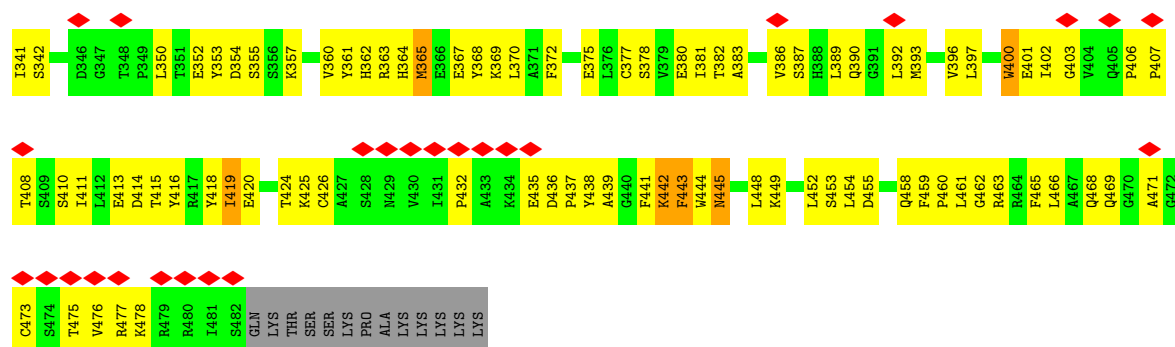 I341 S342 D346 G347 T348 P349 L350 T351 E352 Y353 D354 S355 S356 K357 V360 Y361 H362 R363 H364 M365 E366 E367 Y368 K369 L370 A371 F372 E375 L376 C377 S378 V379 E380 I381 T382 A383 V386 S387 H388 L389 Q390 G391 L392 M393 V396 L397 W400 E401 I402 G403 V404 Q405 P406 P407
T408 S409 S410 I411 L412 E413 D414 T415 Y416 R417 Y418 I419 E420 T424 K425 C426 A427 S428 N429 V430 I431 P432 A433 K434 E435 D436 P437 Y438 A439 G440 F441 K442 F443 W444 N445 L448 K449 L452 S453 L454 D455 Q458 F459 P460 L461 G462 R463 R464 F465 L466 A467 Q468 Q469 G470 A471 G472
C473 S474 T475 V476 R477 K478 R479 R480 I481 S482 GLN LYS THR SER SER LYS PRO ALA LYS LYS LYS LYS LYS